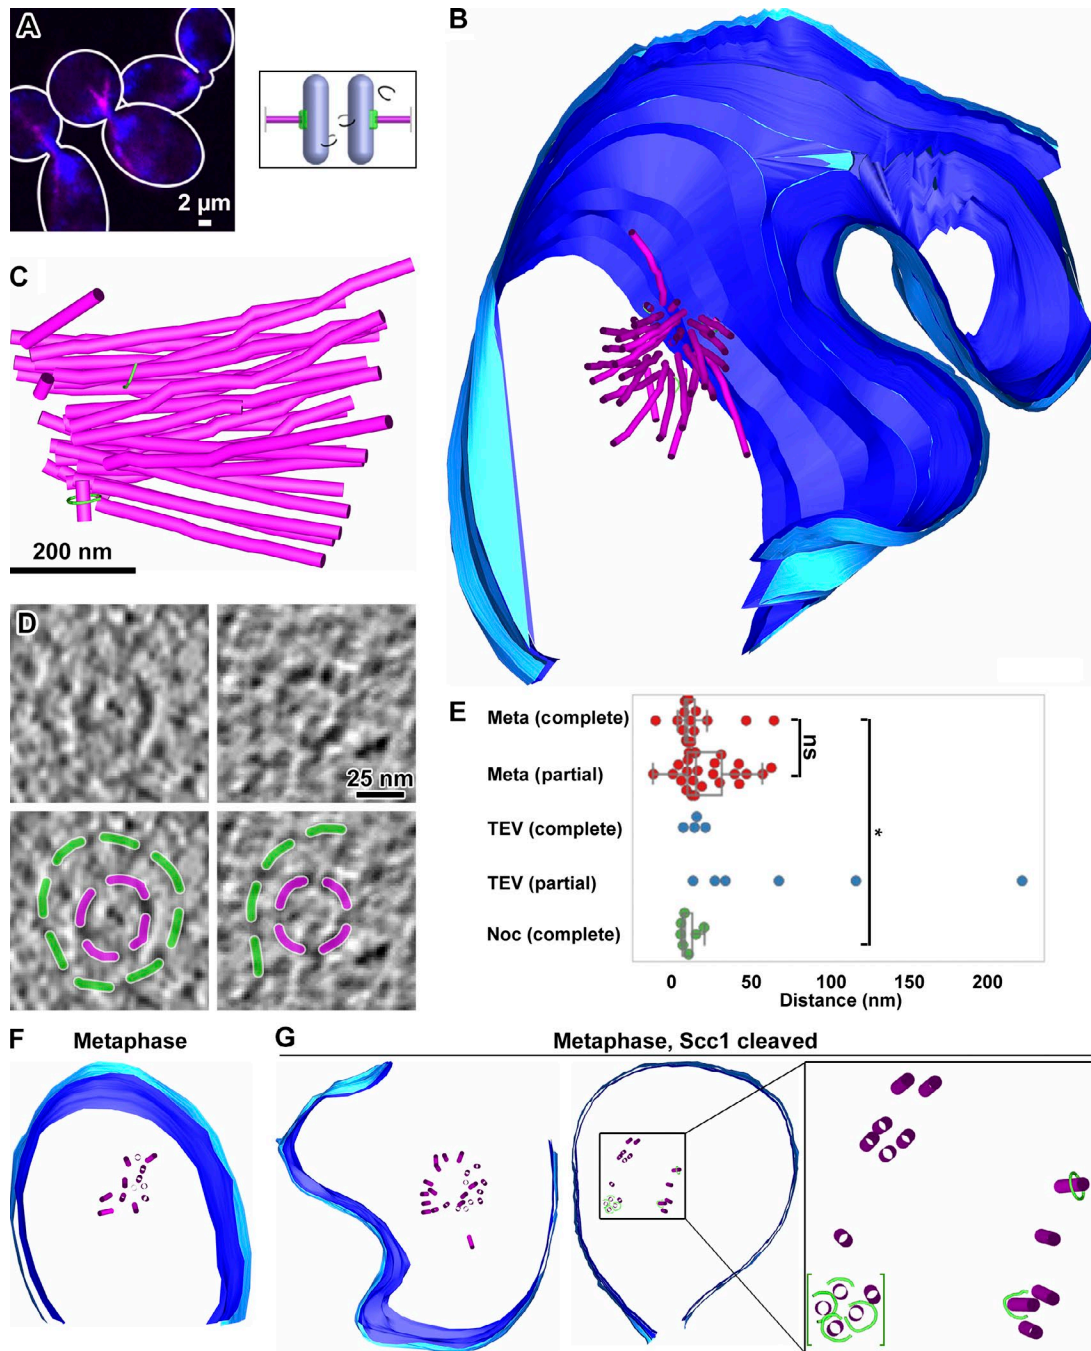 A
2 μm
B
C
200 nm
D
25 nm
E
Meta (complete)
Meta (partial)
TEV (complete)
TEV (partial)
Noc (complete)
ns
*
0 50 100 150 200
Distance (nm)
F
Metaphase
G
Metaphase, Scc1 cleaved